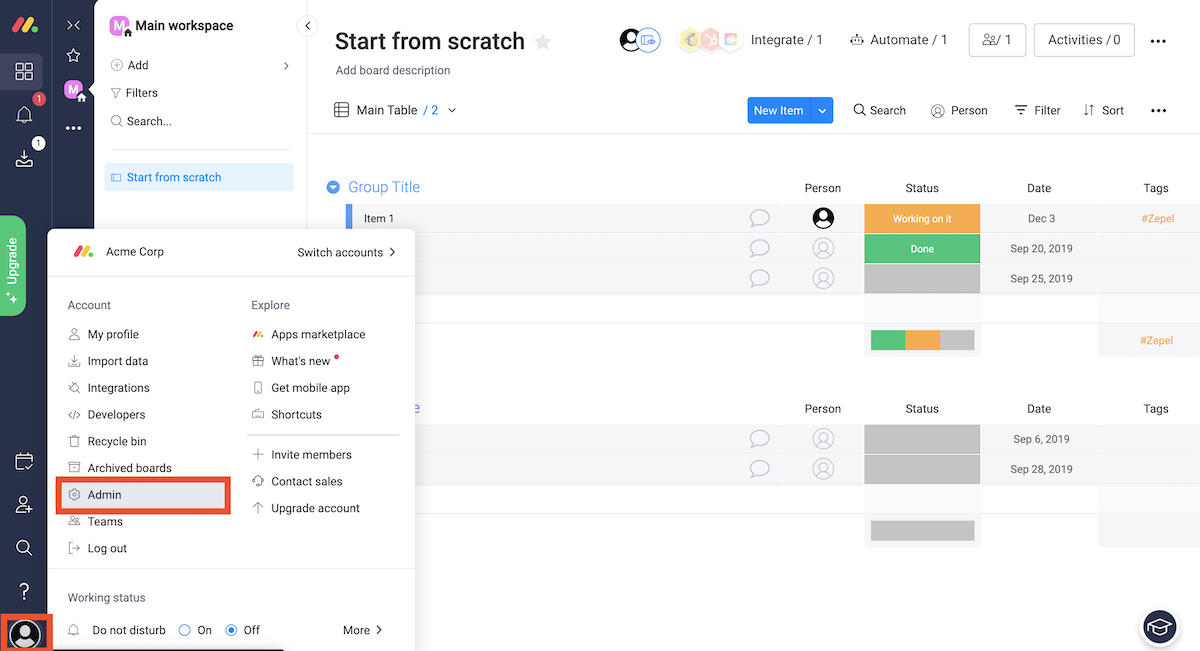 M
Main workspace
Add
Filters
Search...
Start from scratch
1
M
1
Upgrade
Start from scratch
Add board description
Integrate / 1
Automate / 1
/ 1
Activities / 0
Main Table / 2
New Item
Search
Person
Filter
Sort
Group Title
Person
Status
Date
Tags
Item 1
Working on it
Dec 3
#Zepel
Done
Sep 20, 2019
Sep 25, 2019
#Zepel
e
Person
Status
Date
Tags
Sep 6, 2019
Sep 28, 2019
Acme Corp
Switch accounts
Account
My profile
Import data
Integrations
Developers
Recycle bin
Archived boards
Admin
Teams
Log out
Explore
Apps marketplace
What's new
Get mobile app
Shortcuts
Invite members
Contact sales
Upgrade account
Working status
Do not disturb
On
Off
More
?